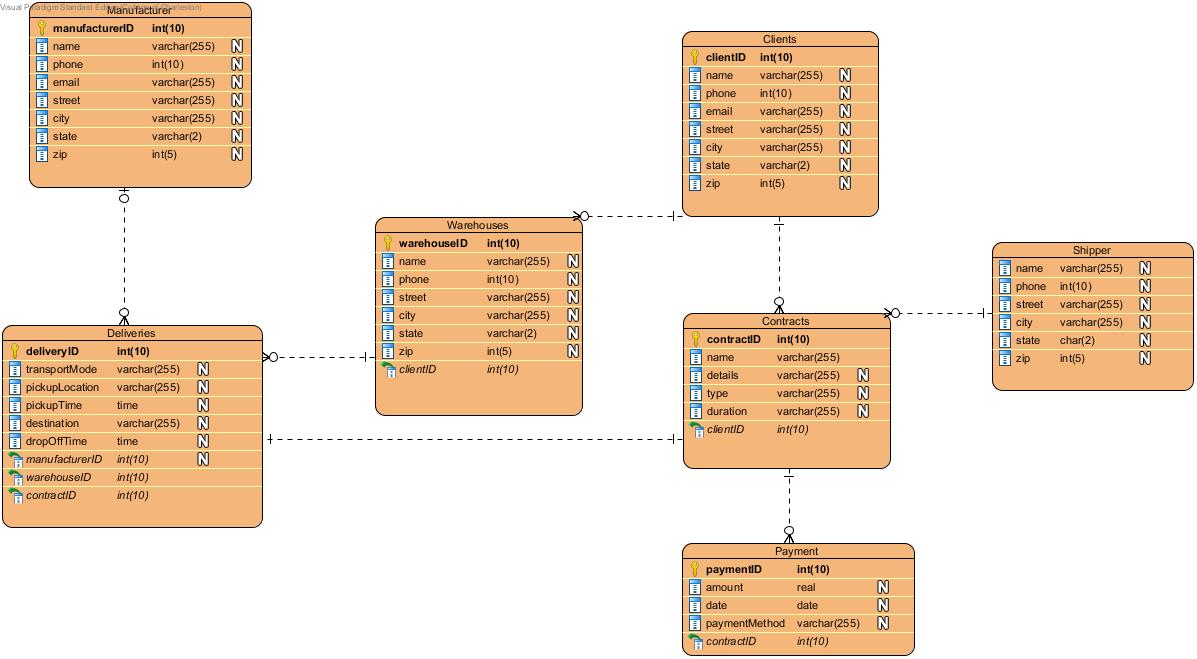 Visual Paradigm Standard Edition(College of Charleston)
Manufacturer
manufacturerID int(10)
name varchar(255) N
phone int(10) N
email varchar(255) N
street varchar(255) N
city varchar(255) N
state varchar(2) N
zip int(5) N
Clients
clientID int(10)
name varchar(255) N
phone int(10) N
email varchar(255) N
street varchar(255) N
city varchar(255) N
state varchar(2) N
zip int(5) N
Warehouses
warehouseID int(10)
name varchar(255) N
phone int(10) N
street varchar(255) N
city varchar(255) N
state varchar(2) N
zip int(5) N
clientID int(10)
Shipper
name varchar(255) N
phone int(10) N
street varchar(255) N
city varchar(255) N
state char(2) N
zip int(5) N
Deliveries
deliveryID int(10)
transportMode varchar(255) N
pickupLocation varchar(255) N
pickupTime time N
destination varchar(255) N
dropOffTime time N
manufacturerID int(10) N
warehouseID int(10)
contractID int(10)
Contracts
contractID int(10)
name varchar(255)
details varchar(255) N
type varchar(255) N
duration varchar(255) N
clientID int(10)
Payment
paymentID int(10)
amount real N
date date N
paymentMethod varchar(255) N
contractID int(10)